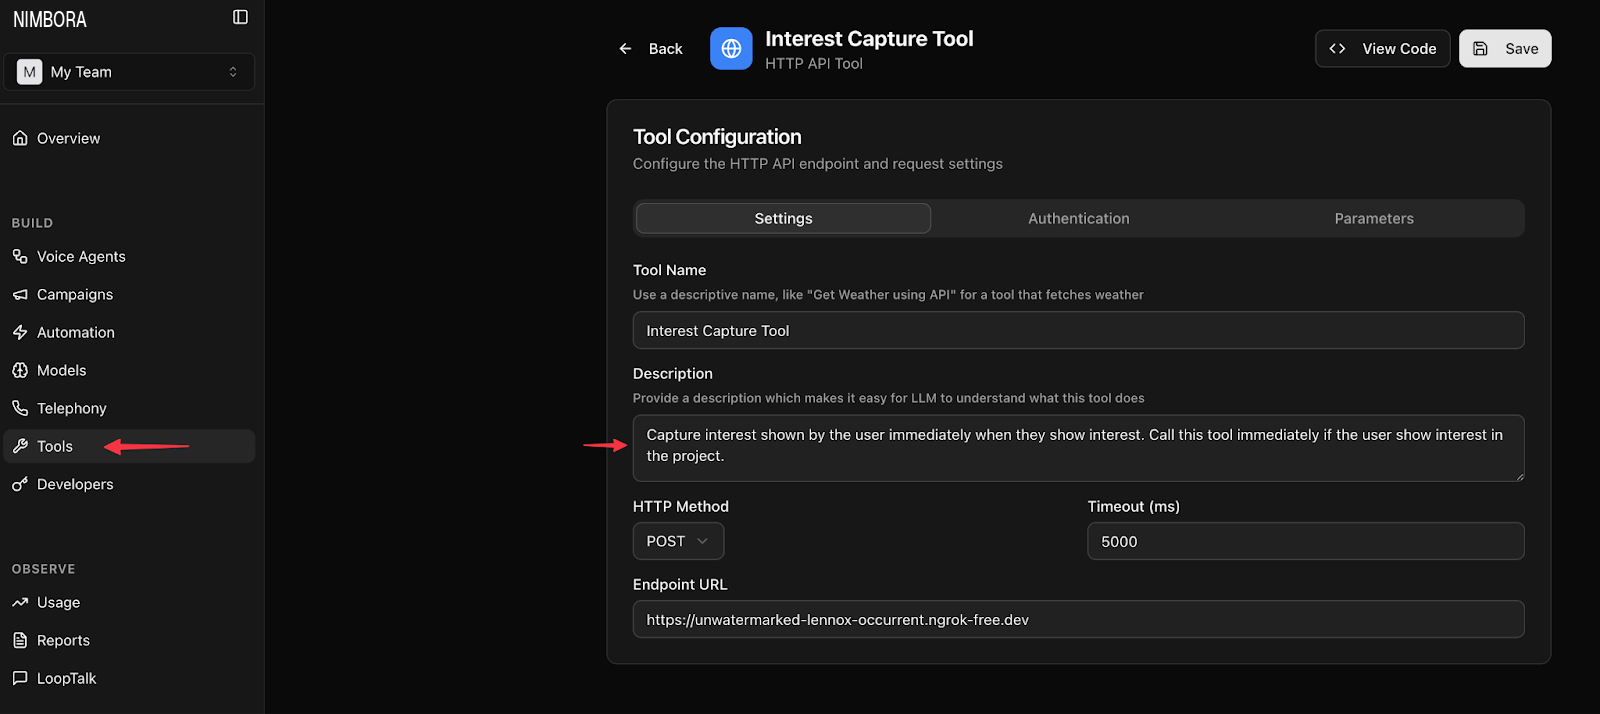 NIMBORA
M My Team
Overview
BUILD
Voice Agents
Campaigns
Automation
Models
Telephony
Tools
Developers
OBSERVE
Usage
Reports
LoopTalk
Back
Interest Capture Tool
HTTP API Tool
View Code
Save
Tool Configuration
Configure the HTTP API endpoint and request settings
Settings
Authentication
Parameters
Tool Name
Use a descriptive name, like "Get Weather using API" for a tool that fetches weather
Interest Capture Tool
Description
Provide a description which makes it easy for LLM to understand what this tool does
Capture interest shown by the user immediately when they show interest. Call this tool immediately if the user show interest in
the project.
HTTP Method
POST
Timeout (ms)
5000
Endpoint URL
https://unwatermarked-lennox-occurrent.ngrok-free.dev